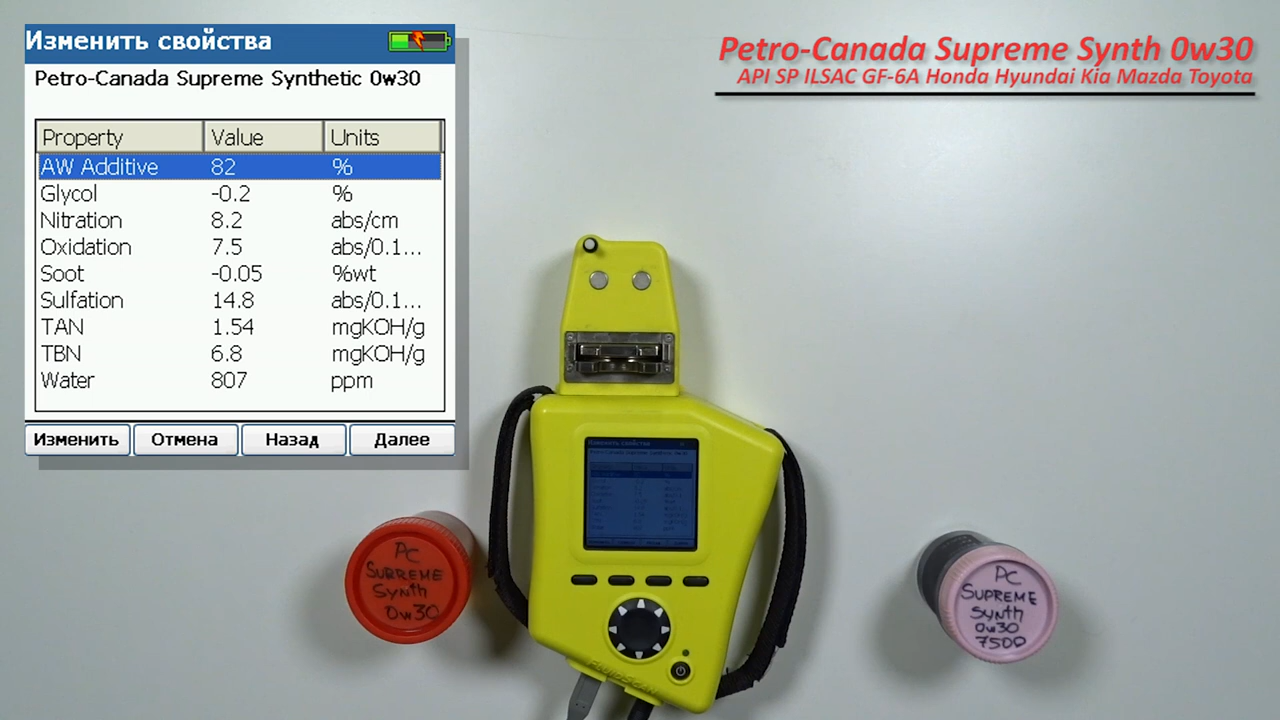 Изменить свойства
Petro-Canada Supreme Synthetic 0w30
Property Value Units
AW Additive 82 %
Glycol -0.2 %
Nitration 8.2 abs/cm
Oxidation 7.5 abs/0.1...
Soot -0.05 %wt
Sulfation 14.8 abs/0.1...
TAN 1.54 mgKOH/g
TBN 6.8 mgKOH/g
Water 807 ppm
Изменить Отмена Назад Далее
Petro-Canada Supreme Synth 0w30
API SP ILSAC GF-6A Honda Hyundai Kia Mazda Toyota
PC
SUPREME
SYNTH
0w30
PC
SUPREME
SYNTH
0w30
7500